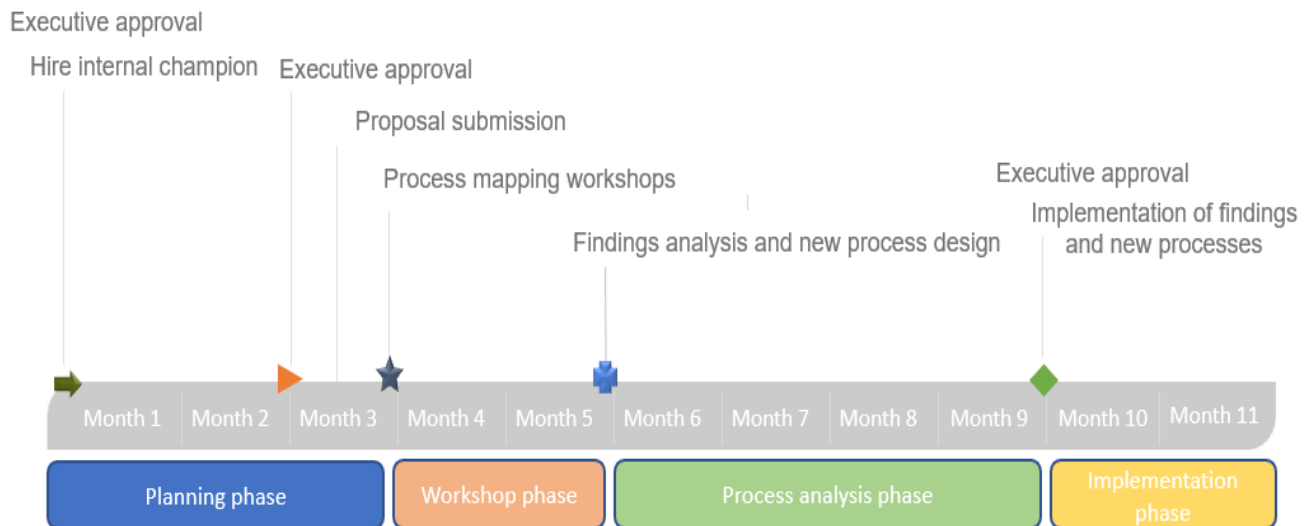 Executive approval
Hire internal champion
Executive approval
Proposal submission
Process mapping workshops
Executive approval
Implementation of findings
and new processes
Findings analysis and new process design
Month 1
Month 2
Month 3
Month 4
Month 5
Month 6
Month 7
Month 8
Month 9
Month 10
Month 11
Planning phase
Workshop phase
Process analysis phase
Implementation
phase